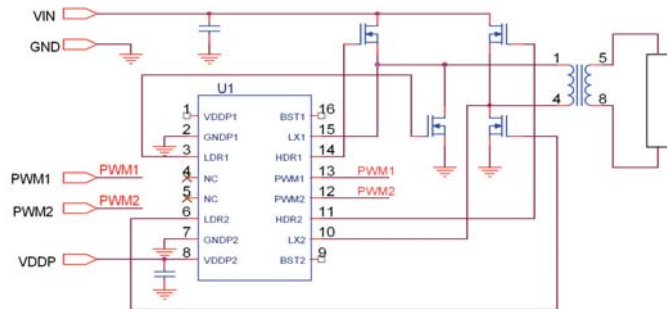 VIN
GND
U1
1 VDDP1 BST1 16
2 GNDP1 LX1 15
3 LDR1 HDR1 14
PWM1 PWM1 4 NC PWM1 13 PWM1
PWM2 PWM2 5 NC PWM2 12 PWM2
6 LDR2 HDR2 11
7 GNDP2 LX2 10
VDDP 8 VDDP2 BST2 9
1 5
4 8